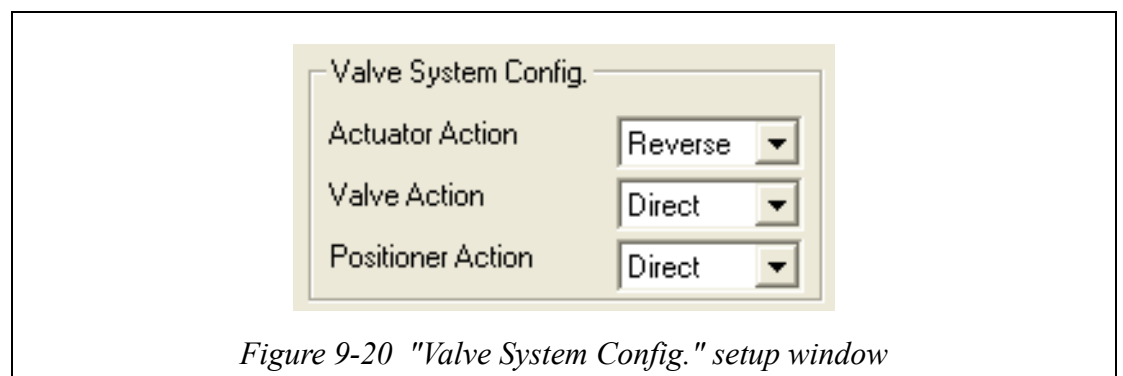 Valve System Config.
Actuator Action Reverse
Valve Action Direct
Positioner Action Direct
Figure 9-20 "Valve System Config." setup window